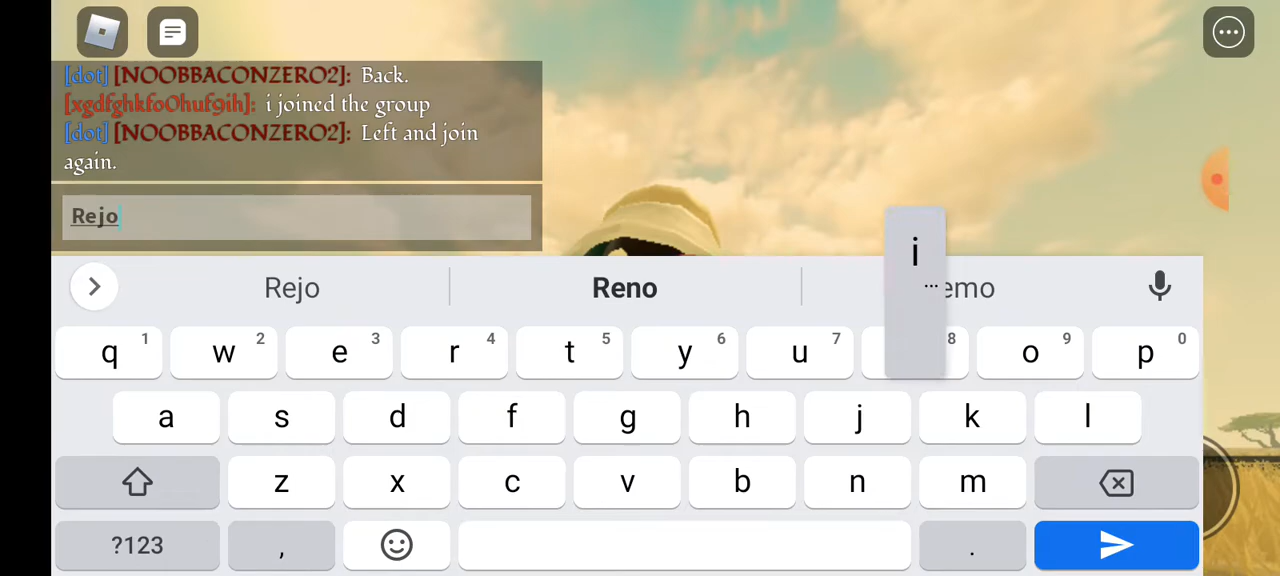 [dot] [NOOBBACONZERO2]: Back.
[xgdfghkfo0huf9ih]: i joined the group
[dot] [NOOBBACONZERO2]: Left and join
again.
Rejo
i
Rejo Reno emo
q 1 w 2 e 3 r 4 t 5 y 6 u 7 8 o 9 p 0
a s d f g h j k l
z x c v b n m
?123 , .